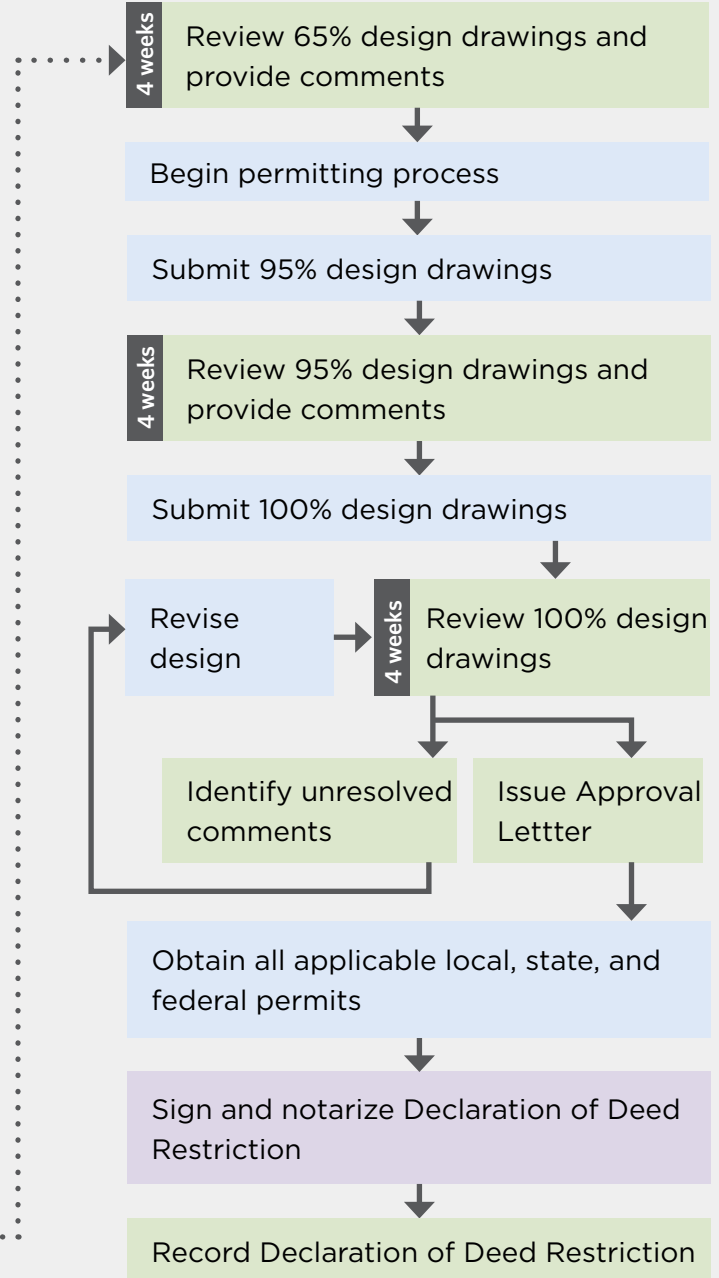 4 weeks
Review 65% design drawings and
provide comments
Begin permitting process
Submit 95% design drawings
4 weeks
Review 95% design drawings and
provide comments
Submit 100% design drawings
Revise
design
4 weeks
Review 100% design
drawings
Identify unresolved
comments
Issue Approval
Lettter
Obtain all applicable local, state, and
federal permits
Sign and notarize Declaration of Deed
Restriction
Record Declaration of Deed Restriction